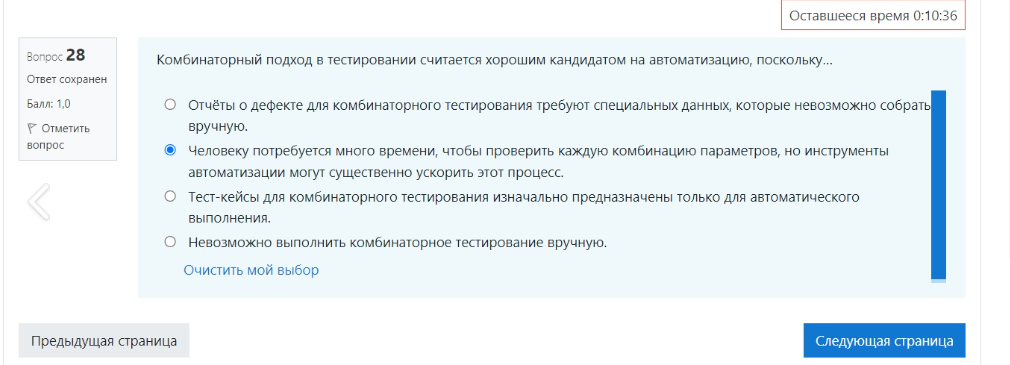 Оставшееся время 0:10:36
Вопрос 28
Ответ сохранен
Балл: 1,0
Отметить
вопрос
Комбинаторный подход в тестировании считается хорошим кандидатом на автоматизацию, поскольку...
Отчёты о дефекте для комбинаторного тестирования требуют специальных данных, которые невозможно собрать
вручную.
Человеку потребуется много времени, чтобы проверить каждую комбинацию параметров, но инструменты
автоматизации могут существенно ускорить этот процесс.
Тест-кейсы для комбинаторного тестирования изначально предназначены только для автоматического
выполнения.
Невозможно выполнить комбинаторное тестирование вручную.
Очистить мой выбор
Предыдущая страница
Следующая страница